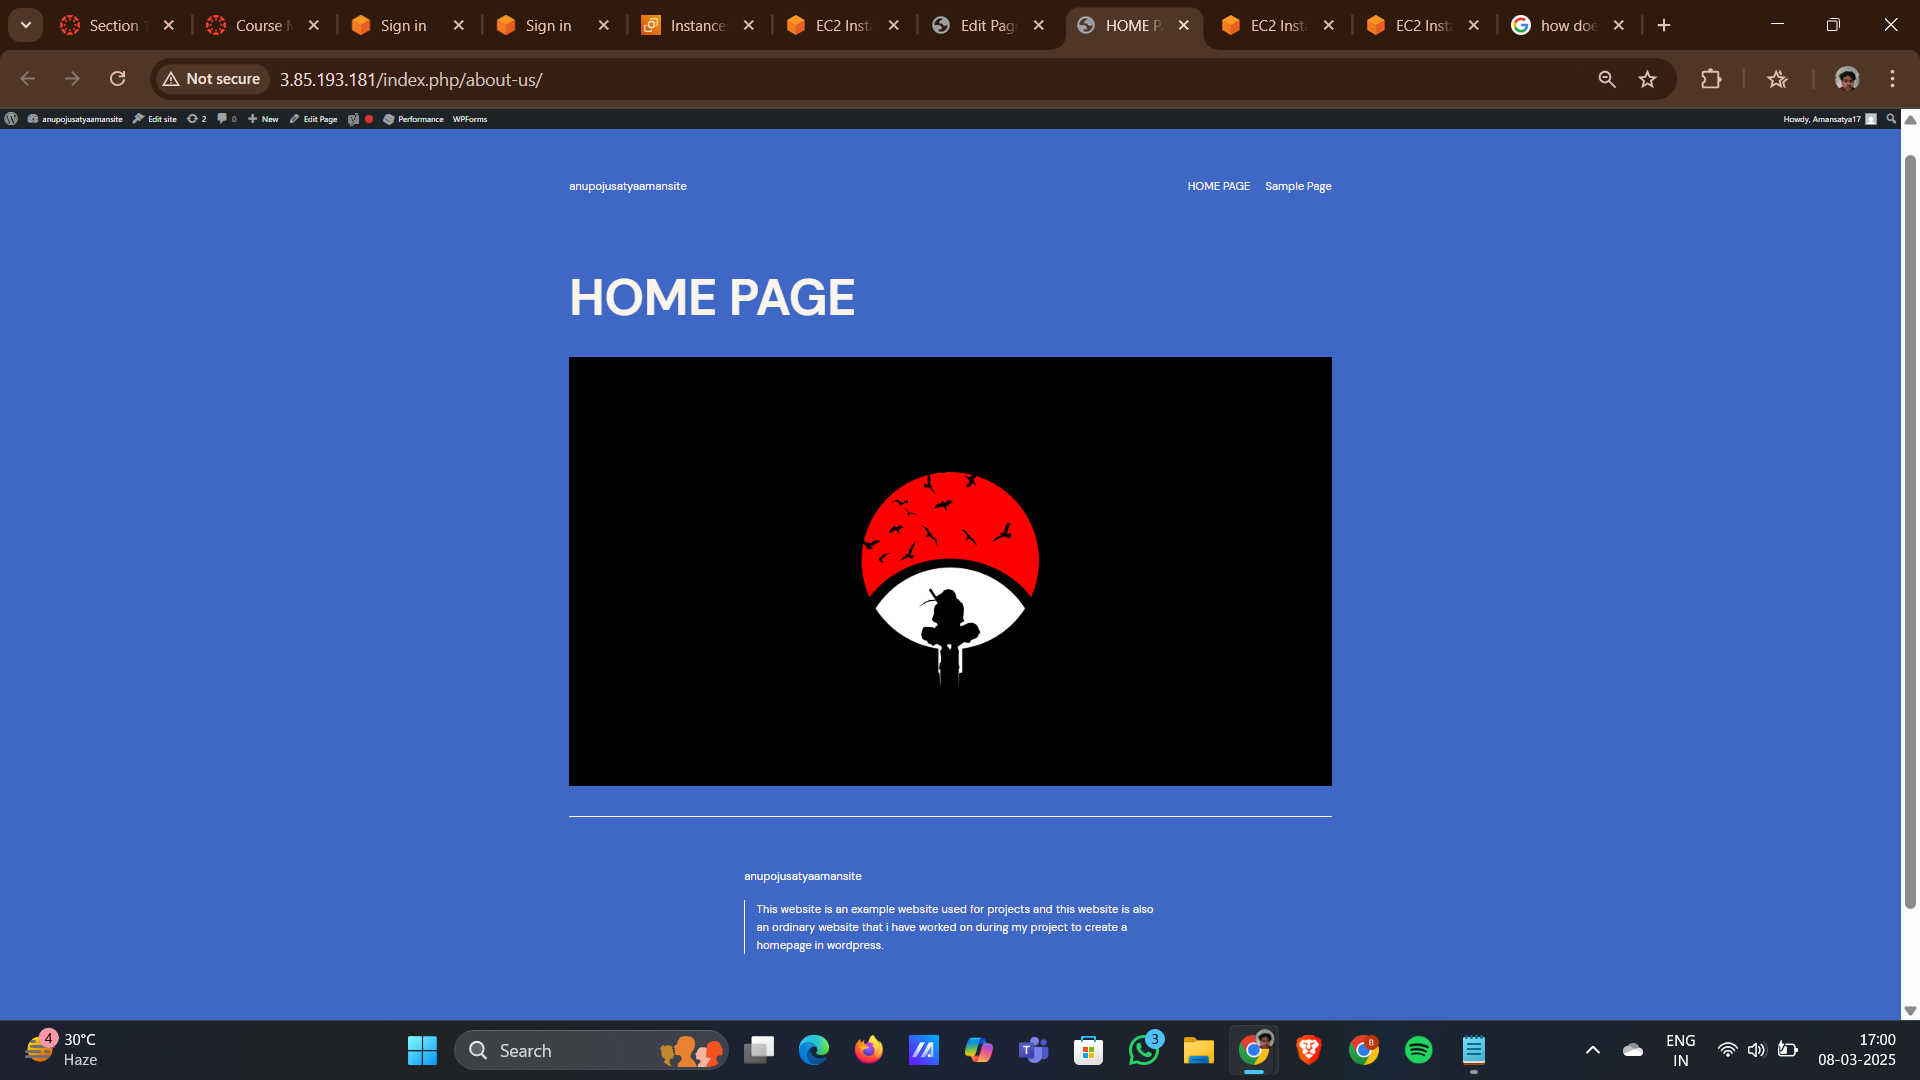 Section
Course
Sign in
Sign in
Instance
EC2 Inst
Edit Pag
HOME P
EC2 Inst
EC2 Inst
how doe
Not secure
3.85.193.181/index.php/about-us/
anupojusatyaamansite
Edit site
2
0
New
Edit Page
Performance
WPForms
Howdy, Amansatya17
anupojusatyaamansite
HOME PAGE
Sample Page
HOME PAGE
anupojusatyaamansite
This website is an example website used for projects and this website is also
an ordinary website that i have worked on during my project to create a
homepage in wordpress.
4
30°C
Haze
Search
3
ENG
IN
17:00
08-03-2025